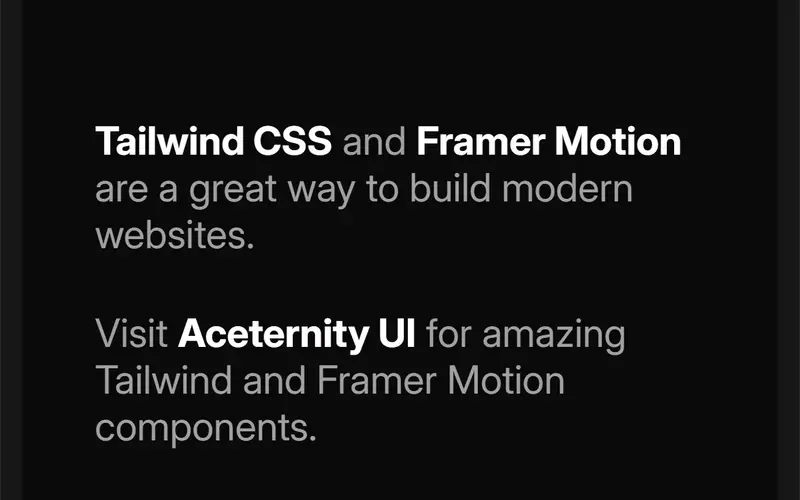 Tailwind CSS and Framer Motion
are a great way to build modern
websites.
Visit Aceternity UI for amazing
Tailwind and Framer Motion
components.